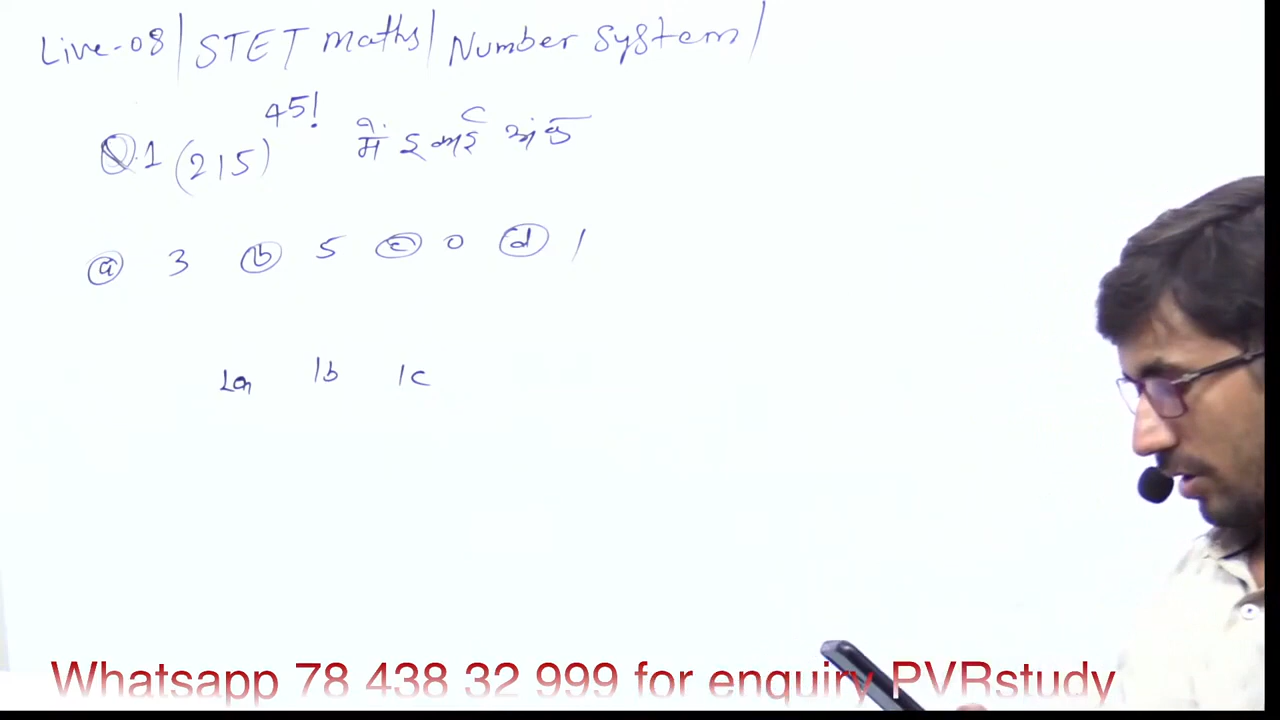 Live-08 | STET maths | Number System |
Q.1 (215)^45! में इकाई अंक
(a) 3 (b) 5 (c) 0 (d) 1
1a 1b 1c
Whatsapp 78 438 32 999 for enquiry PVRstudy